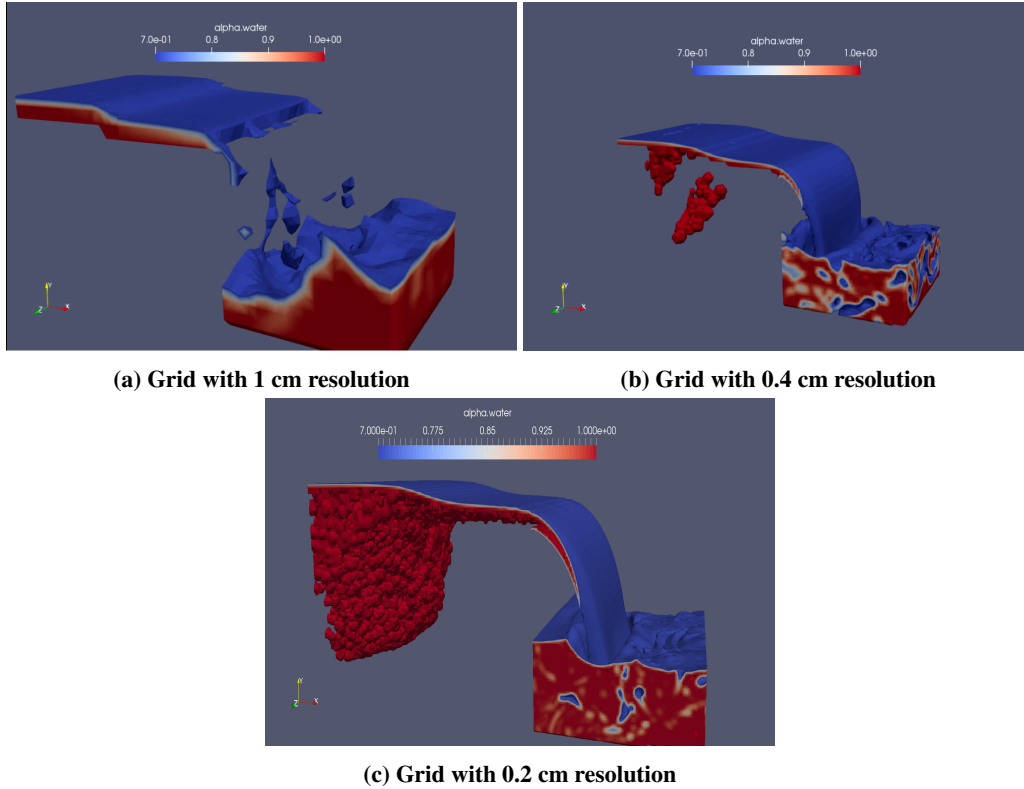 alpha.water
7.0e-01 0.8 0.9 1.0e+00
Y
Z X
(a) Grid with 1 cm resolution
alpha.water
7.0e-01 0.8 0.9 1.0e+00
Y
Z X
(b) Grid with 0.4 cm resolution
alpha.water
7.000e-01 0.775 0.85 0.925 1.000e+00
Y
Z X
(c) Grid with 0.2 cm resolution